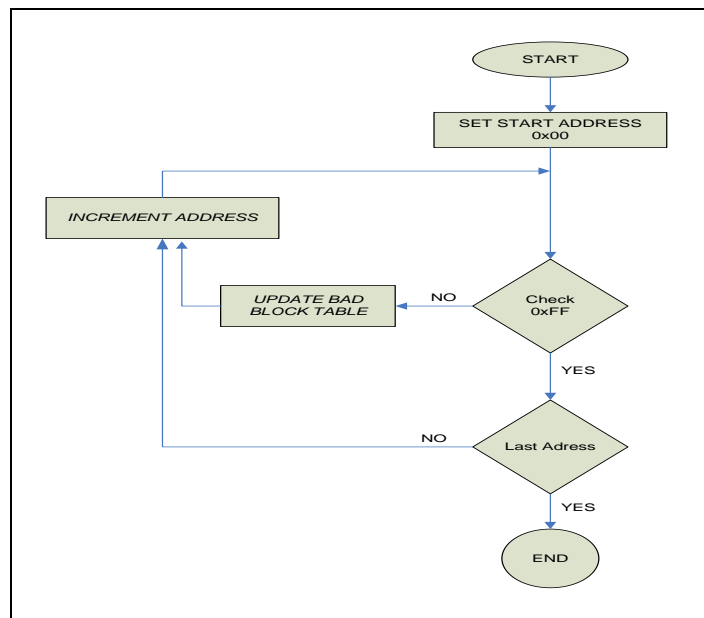 START
SET START ADDRESS
0x00
INCREMENT ADDRESS
UPDATE BAD
BLOCK TABLE
NO
Check
0xFF
YES
NO
Last Adress
YES
END